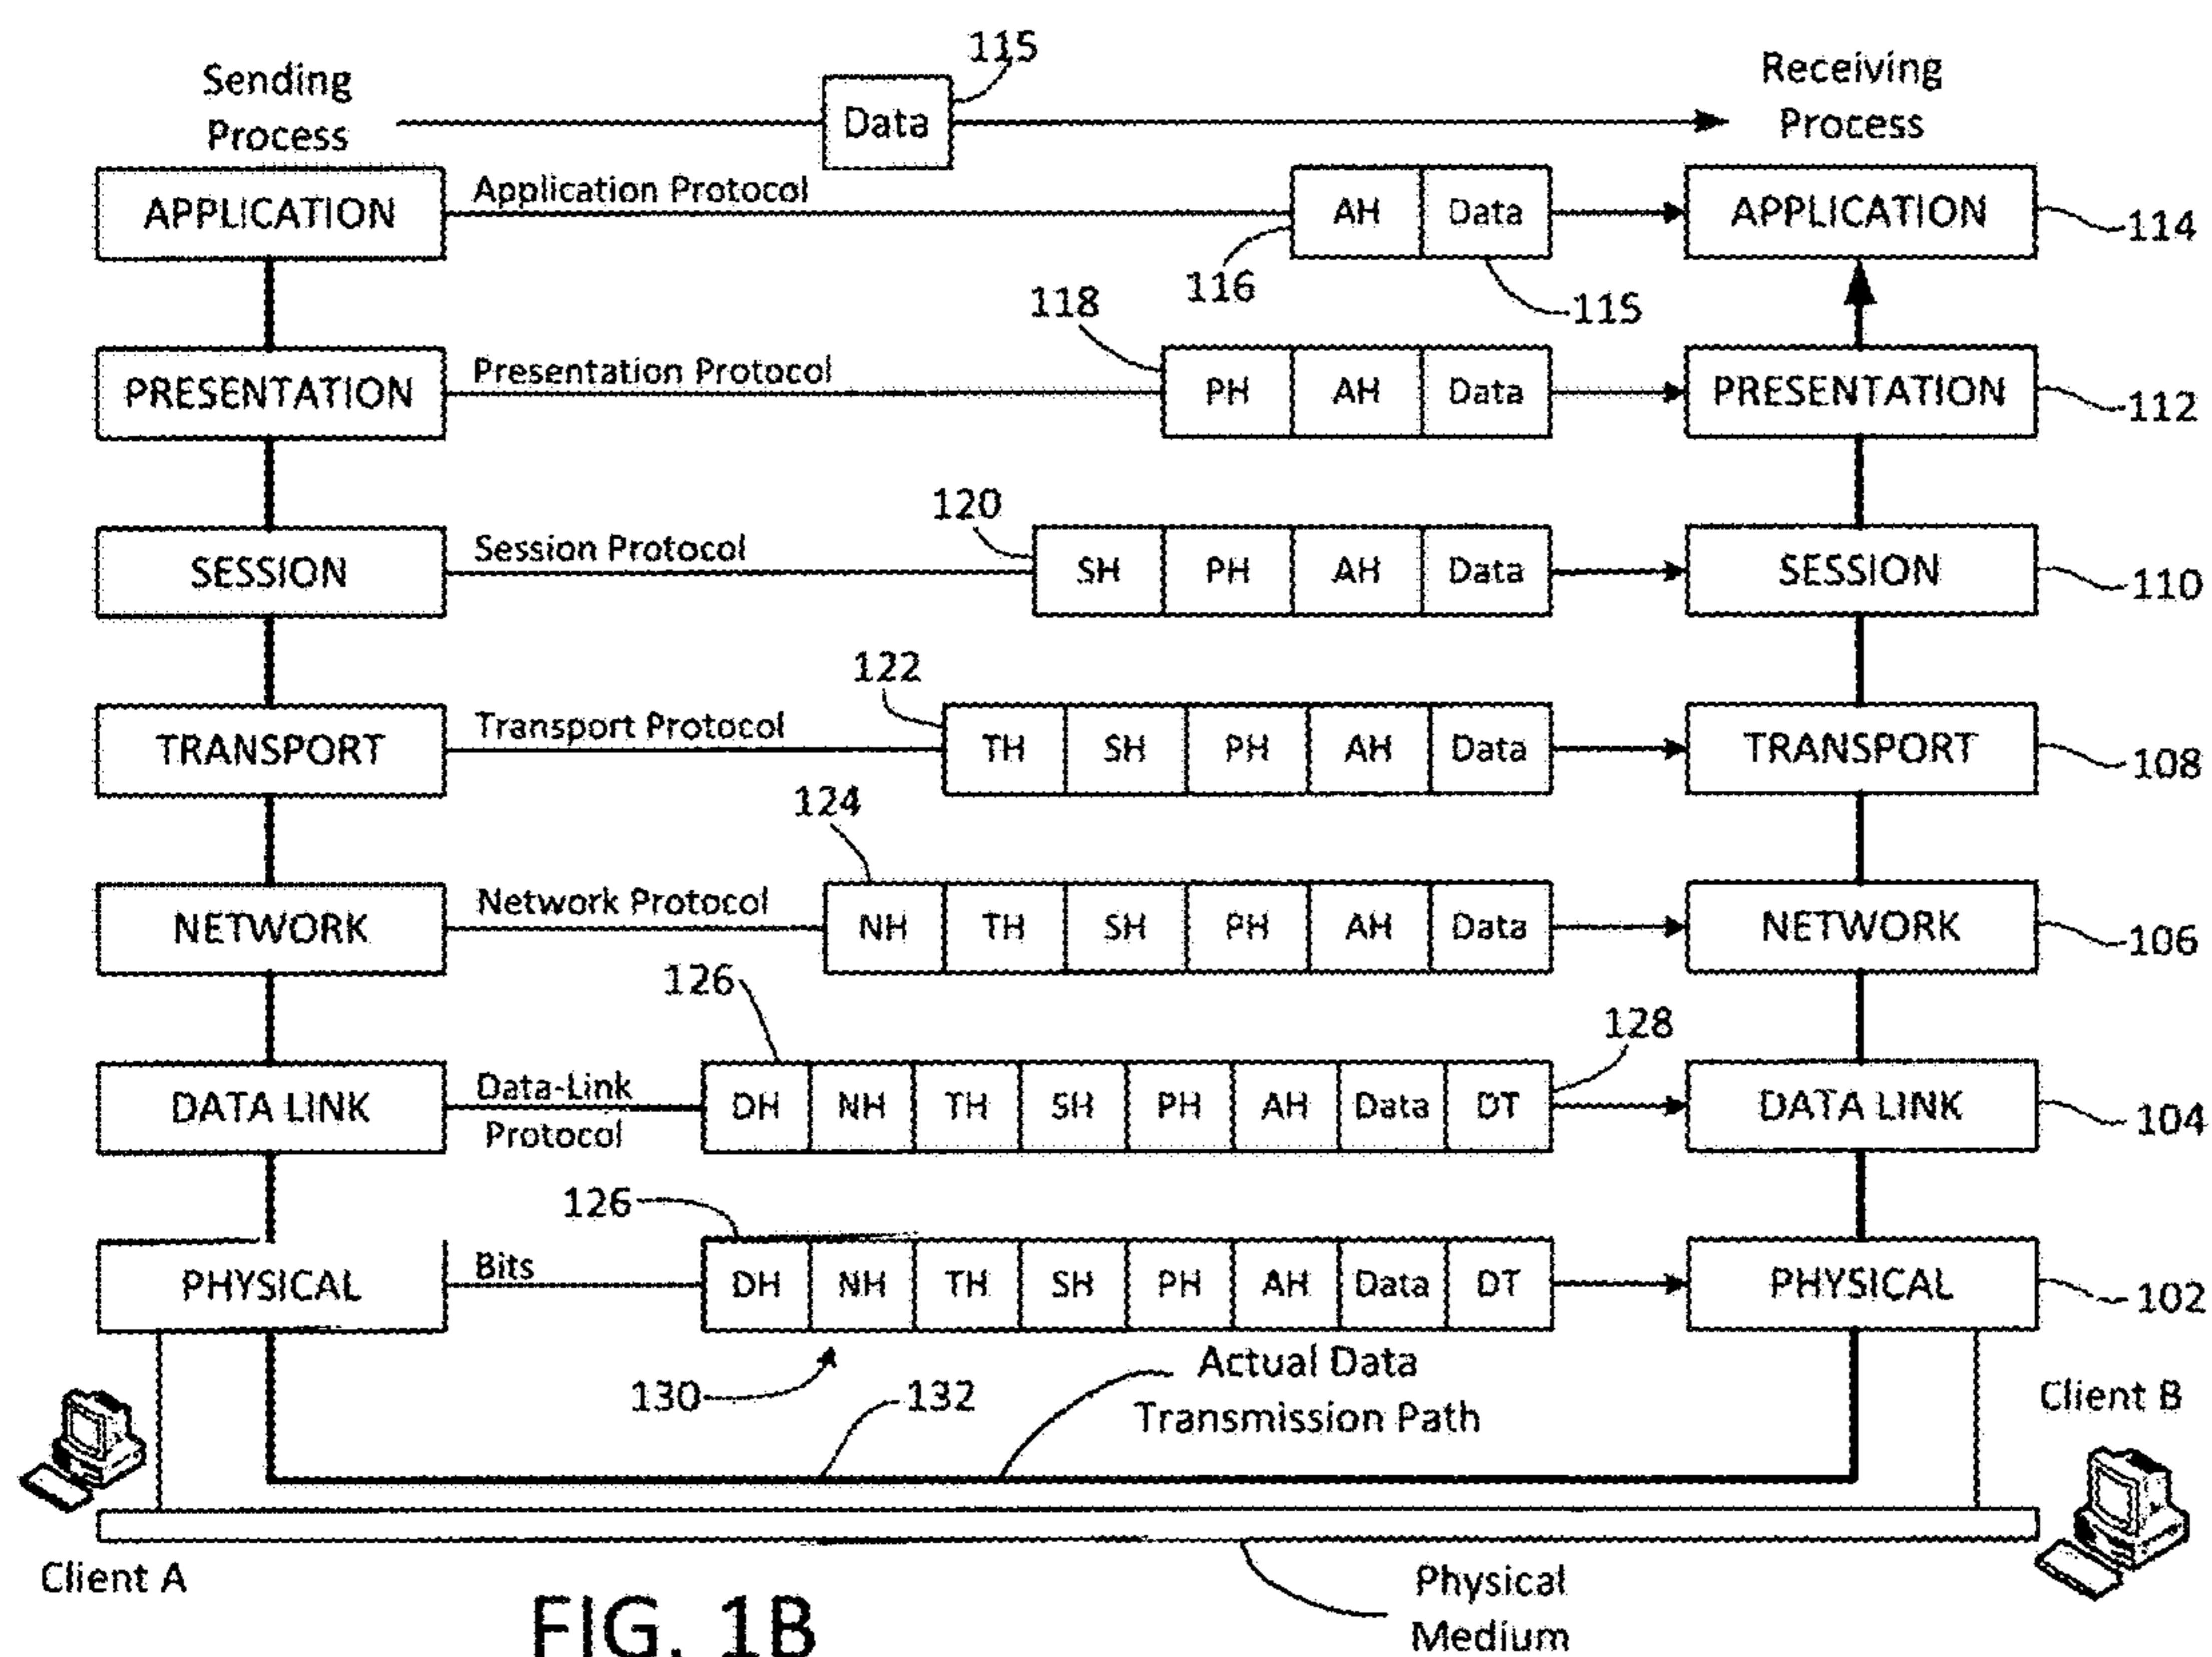 115
Sending
Process
Data
Receiving
Process
APPLICATION
Application Protocol
AH Data
APPLICATION
114
116
115
118
PRESENTATION
Presentation Protocol
PH AH Data
PRESENTATION
112
120
SESSION
Session Protocol
SH PH AH Data
SESSION
110
122
TRANSPORT
Transport Protocol
TH SH PH AH Data
TRANSPORT
108
124
NETWORK
Network Protocol
NH TH SH PH AH Data
NETWORK
106
126
128
DATA LINK
Data-Link
Protocol
DH NH TH SH PH AH Data DT
DATA LINK
104
126
PHYSICAL
Bits
DH NH TH SH PH AH Data DT
PHYSICAL
102
130
132
Actual Data
Transmission Path
Client B
Client A
Physical
Medium
FIG. 1B